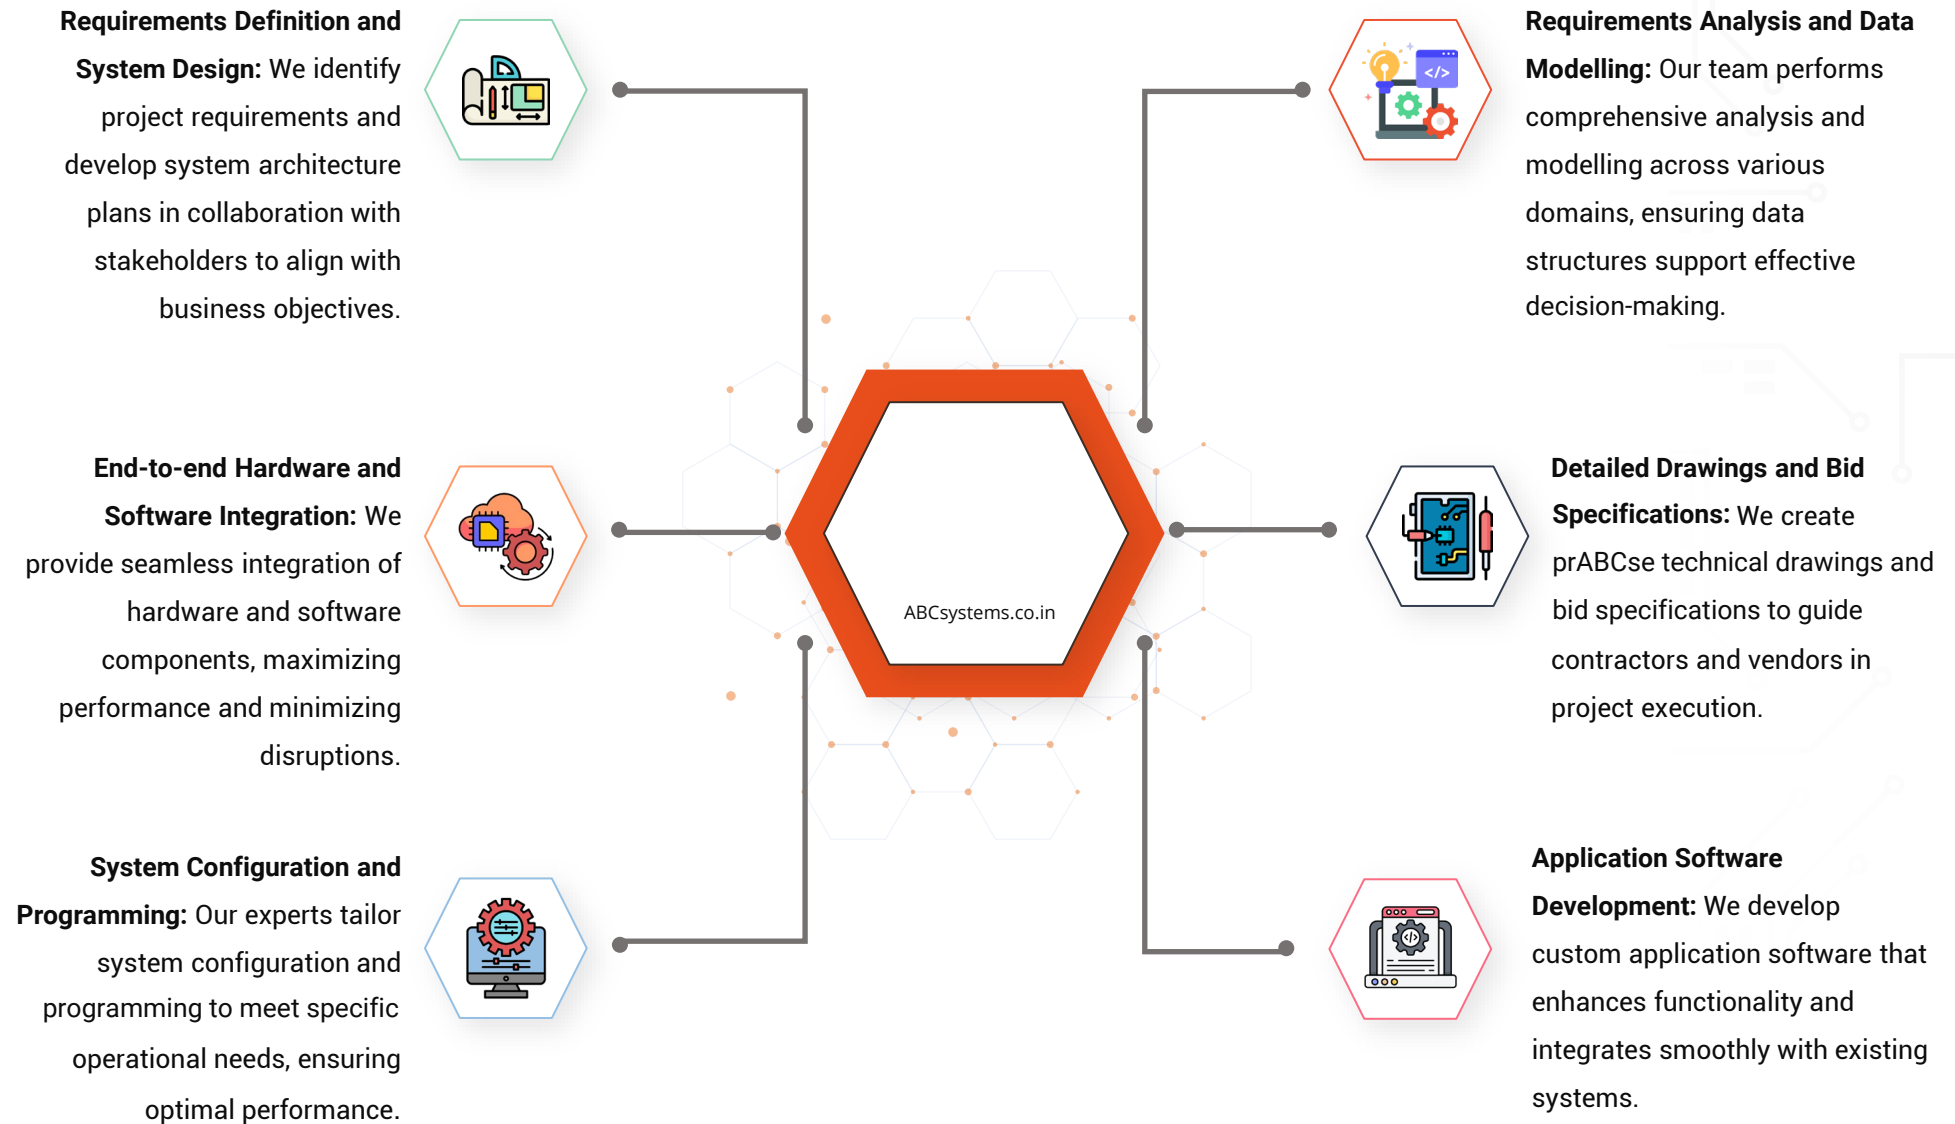 Requirements Definition and
System Design: We identify
project requirements and
develop system architecture
plans in collaboration with
stakeholders to align with
business objectives.
End-to-end Hardware and
Software Integration: We
provide seamless integration of
hardware and software
components, maximizing
performance and minimizing
disruptions.
System Configuration and
Programming: Our experts tailor
system configuration and
programming to meet specific
operational needs, ensuring
optimal performance.
ABCsystems.co.in
Requirements Analysis and Data
Modelling: Our team performs
comprehensive analysis and
modelling across various
domains, ensuring data
structures support effective
decision-making.
Detailed Drawings and Bid
Specifications: We create
prABCse technical drawings and
bid specifications to guide
contractors and vendors in
project execution.
Application Software
Development: We develop
custom application software that
enhances functionality and
integrates smoothly with existing
systems.